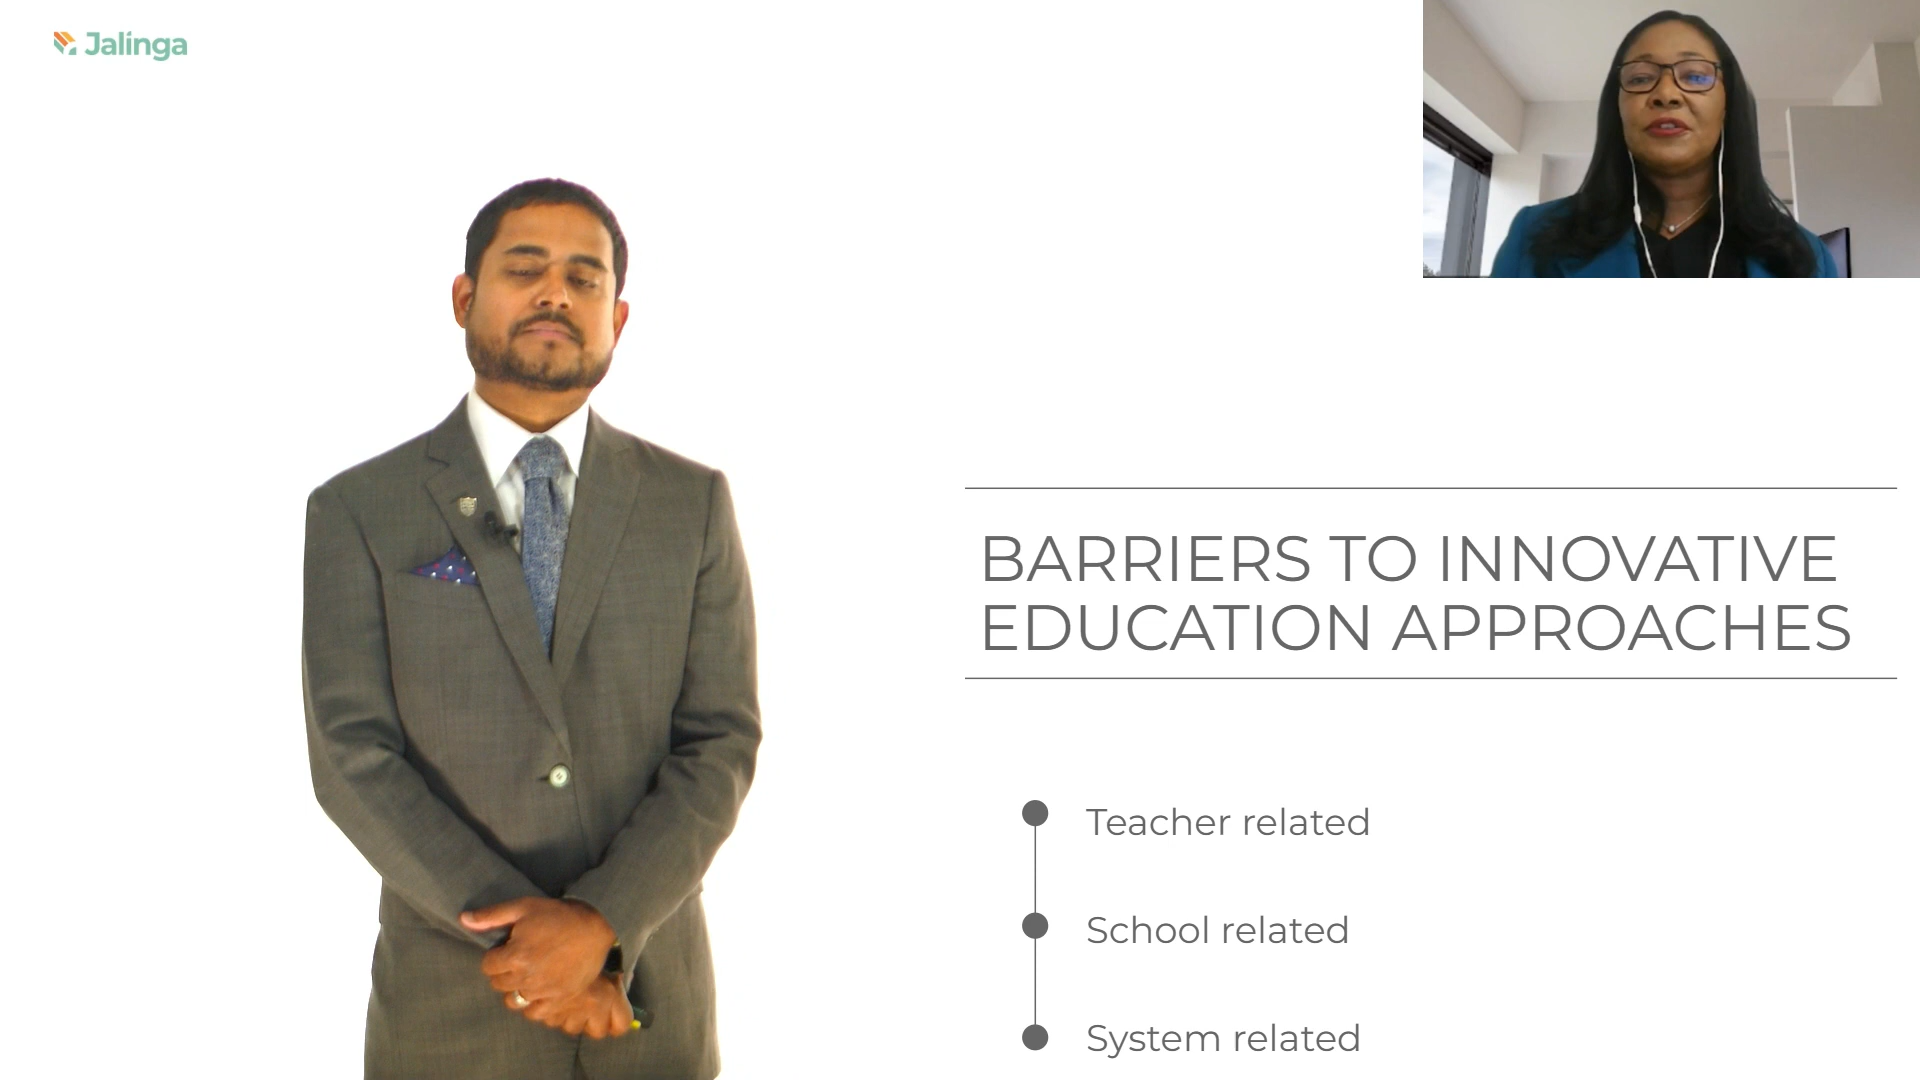 Jalinga
BARRIERS TO INNOVATIVE
EDUCATION APPROACHES
Teacher related
School related
System related